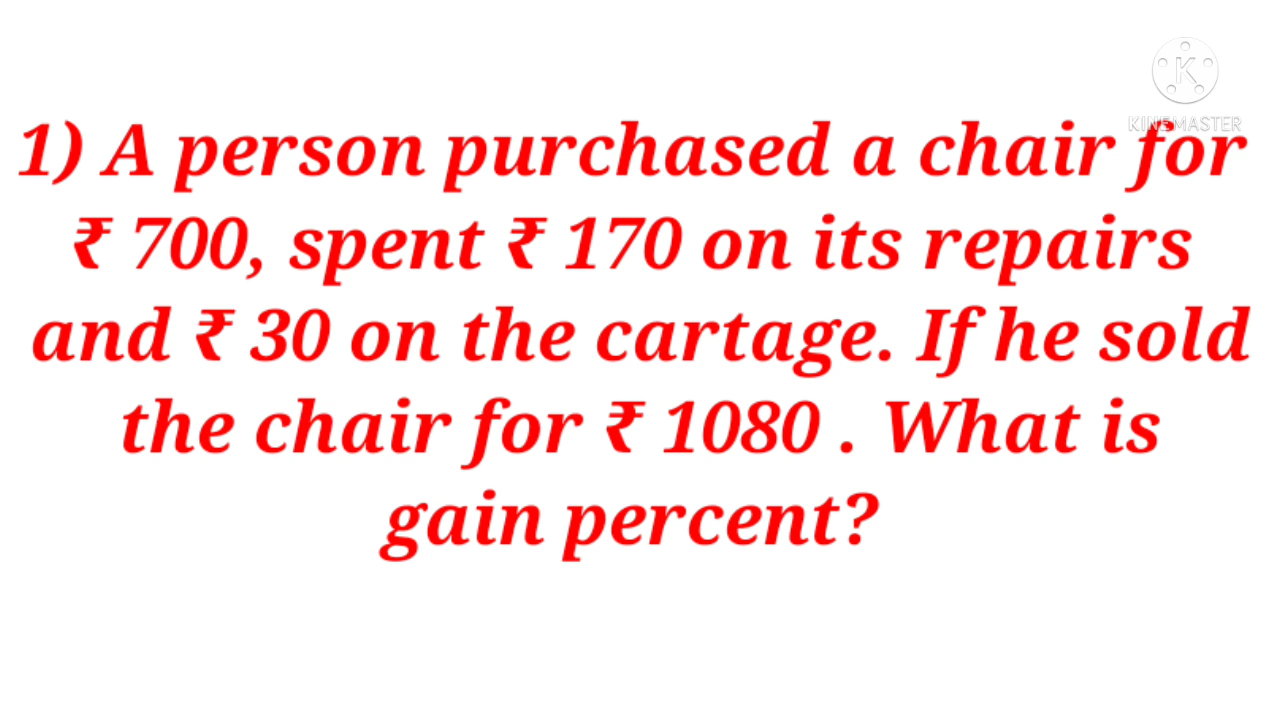 KINEMASTER
1) A person purchased a chair for
₹ 700, spent ₹ 170 on its repairs
and ₹ 30 on the cartage. If he sold
the chair for ₹ 1080 . What is
gain percent?